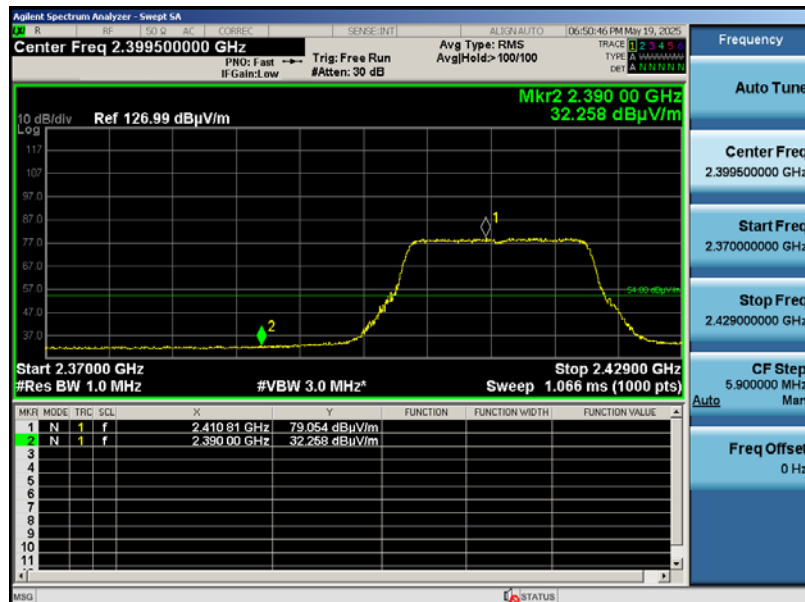 Agilent Spectrum Analyzer - Swept SA
R RF 50 Ω AC CORREC SENSE:INT ALIGNAUTO 06:50:46 PM May 19, 2025
Center Freq 2.399500000 GHz
PNO: Fast
IFGain:Low
Trig: Free Run
#Atten: 30 dB
Avg Type: RMS
Avg|Hold:>100/100
TRACE 1 2 3 4 5 6
TYPE A
DET A N N N N N
Mkr2 2.390 00 GHz
32.258 dBµV/m
10 dB/div Ref 126.99 dBµV/m
Log
117
107
97.0
87.0
77.0
67.0
57.0
47.0
37.0
1
2
54.00 dBµV/m
Start 2.37000 GHz Stop 2.42900 GHz
#Res BW 1.0 MHz #VBW 3.0 MHz* Sweep 1.066 ms (1000 pts)
MKR MODE TRC SCL X Y FUNCTION FUNCTION WIDTH FUNCTION VALUE
1 N 1 f 2.410 81 GHz 79.054 dBµV/m
2 N 1 f 2.390 00 GHz 32.258 dBµV/m
3
4
5
6
7
8
9
10
11
MSG STATUS
Frequency
Auto Tune
Center Freq
2.399500000 GHz
Start Freq
2.370000000 GHz
Stop Freq
2.429000000 GHz
CF Step
5.900000 MHz
Auto Man
Freq Offset
0 Hz